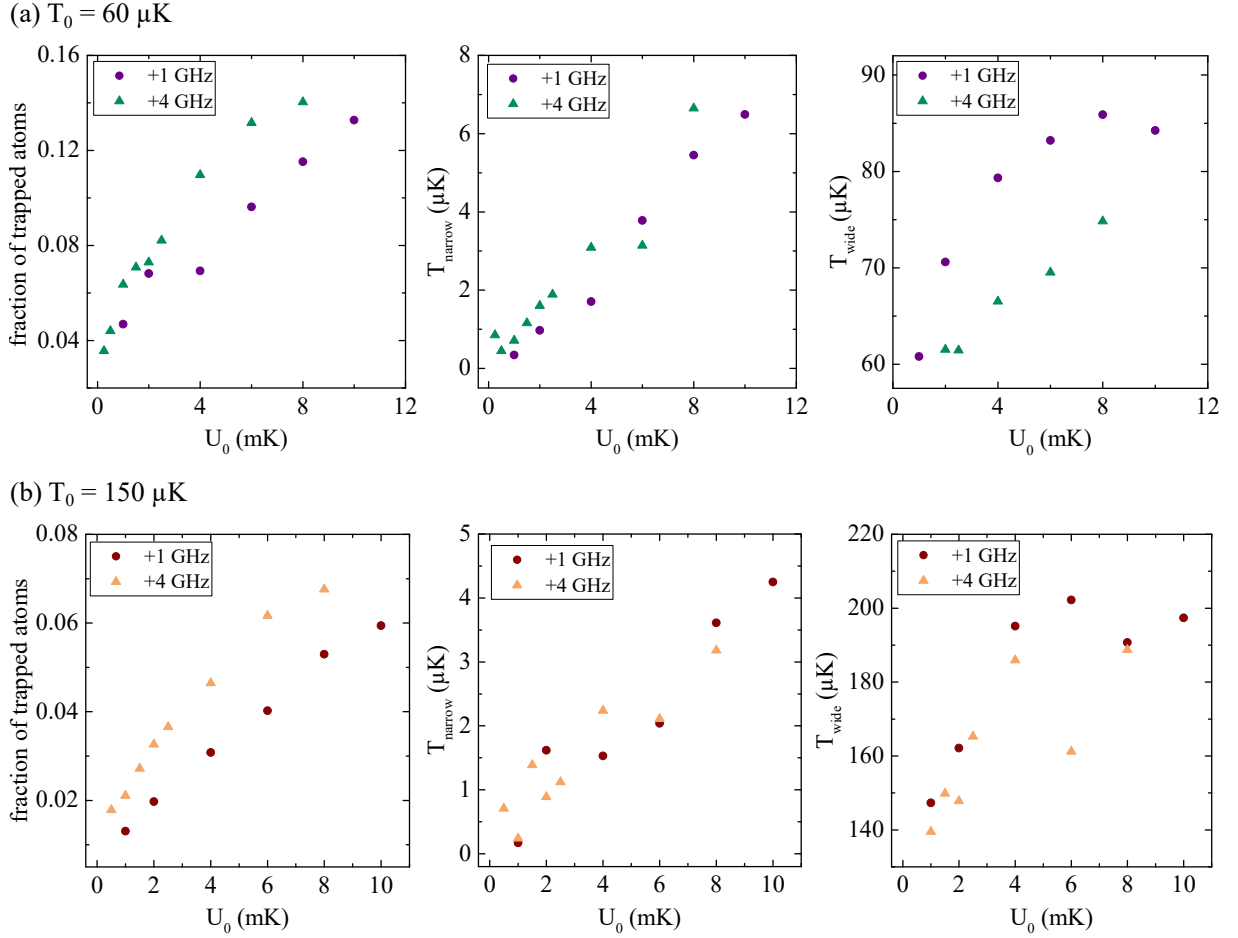 (a) T₀ = 60 µK
0.16
0.12
0.08
0.04
fraction of trapped atoms
+1 GHz
+4 GHz
0 4 8 12
U₀ (mK)
8
6
4
2
0
T_narrow (µK)
+1 GHz
+4 GHz
0 4 8 12
U₀ (mK)
90
80
70
60
T_wide (µK)
+1 GHz
+4 GHz
0 4 8 12
U₀ (mK)
(b) T₀ = 150 µK
0.08
0.06
0.04
0.02
fraction of trapped atoms
+1 GHz
+4 GHz
0 2 4 6 8 10
U₀ (mK)
5
4
3
2
1
0
T_narrow (µK)
+1 GHz
+4 GHz
0 2 4 6 8 10
U₀ (mK)
220
200
180
160
140
T_wide (µK)
+1 GHz
+4 GHz
0 2 4 6 8 10
U₀ (mK)